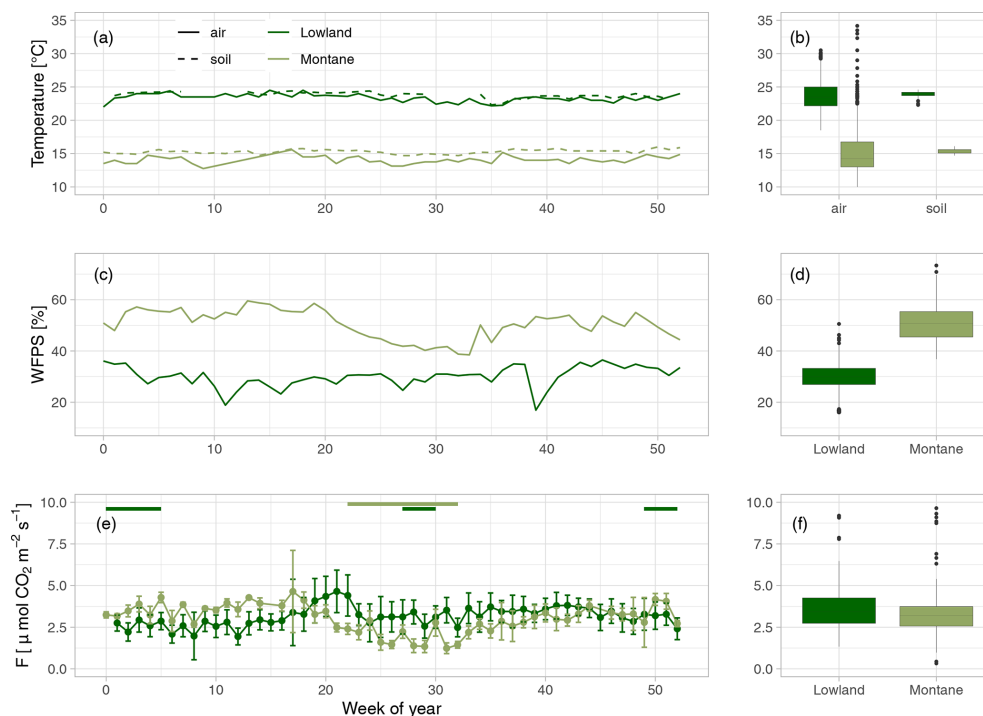 35
30
25
20
15
10
Temperature [°C]
(a)
air
Lowland
soil
Montane
0
10
20
30
40
50
(b)
35
30
25
20
15
10
air
soil
(c)
60
40
20
WFPS [%]
0
10
20
30
40
50
(d)
60
40
20
Lowland
Montane
(e)
10.0
7.5
5.0
2.5
0.0
F [ μ mol CO₂ m⁻² s⁻¹]
0
10
20
30
40
50
Week of year
(f)
10.0
7.5
5.0
2.5
0.0
Lowland
Montane